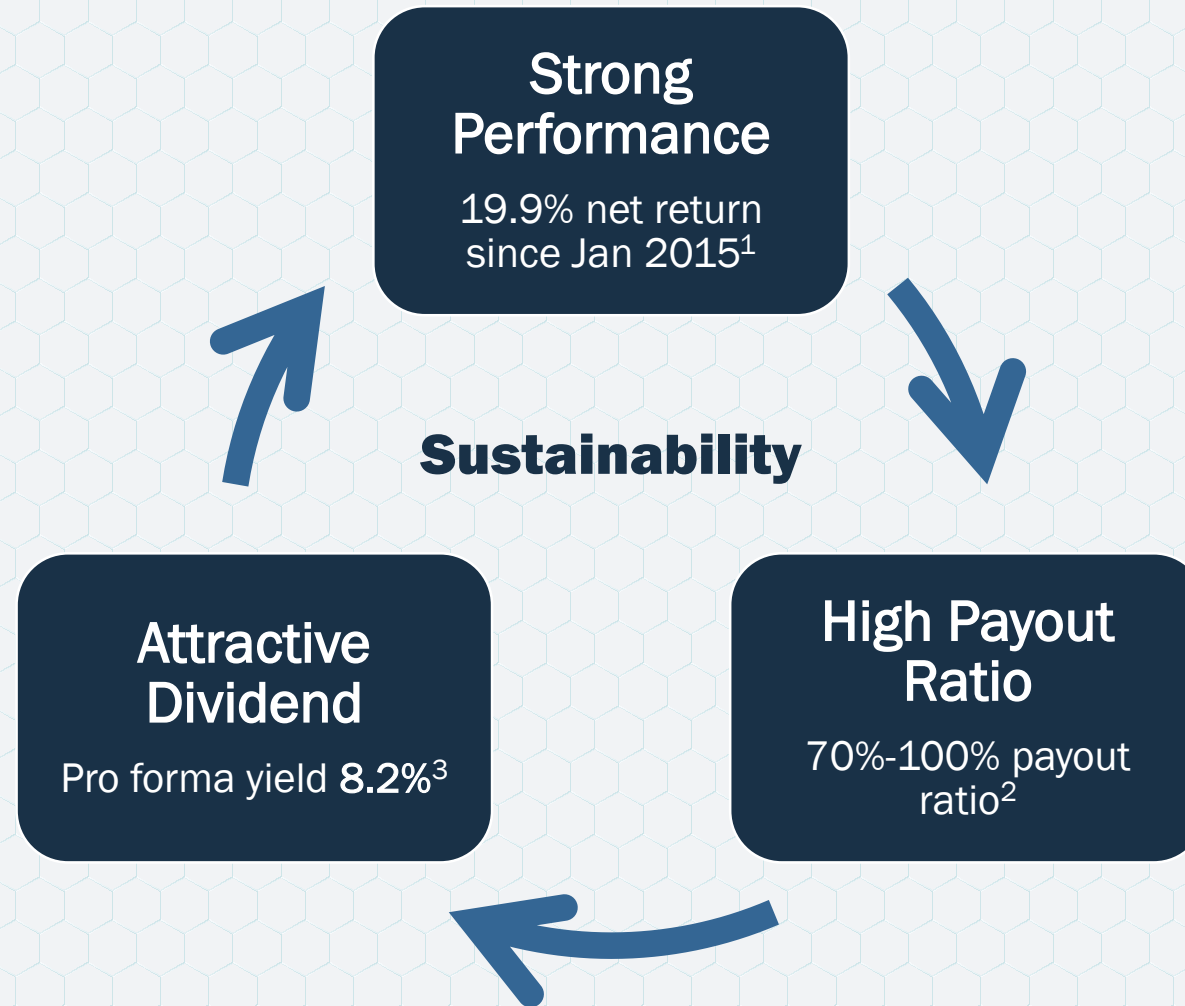 Strong
Performance
19.9% net return
since Jan 2015¹
Sustainability
Attractive
Dividend
Pro forma yield 8.2%³
High Payout
Ratio
70%-100% payout
ratio²